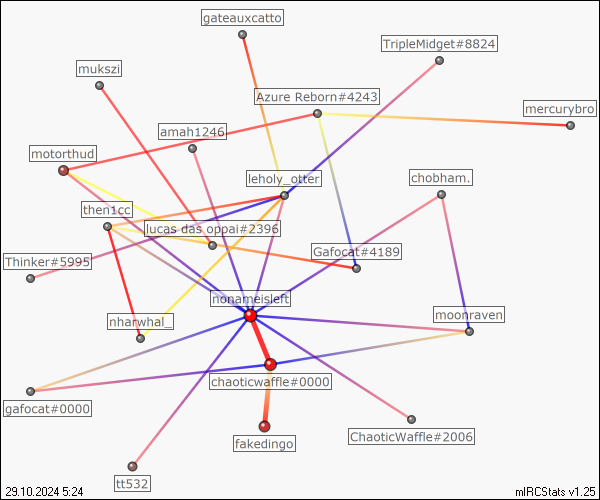 gateauxcatto
TripleMidget#8824
mukszi
Azure Reborn#4243
mercurybro
amah1246
motorthud
leholy_otter
chobham.
then1cc
lucas das oppai#2396
Gafocat#4189
Thinker#5995
nonameisleft
nharwhal_
moonraven
chaoticwaffle#0000
gafocat#0000
fakedingo
ChaoticWaffle#2006
tt532
29.10.2024 5:24
mIRCStats v1.25